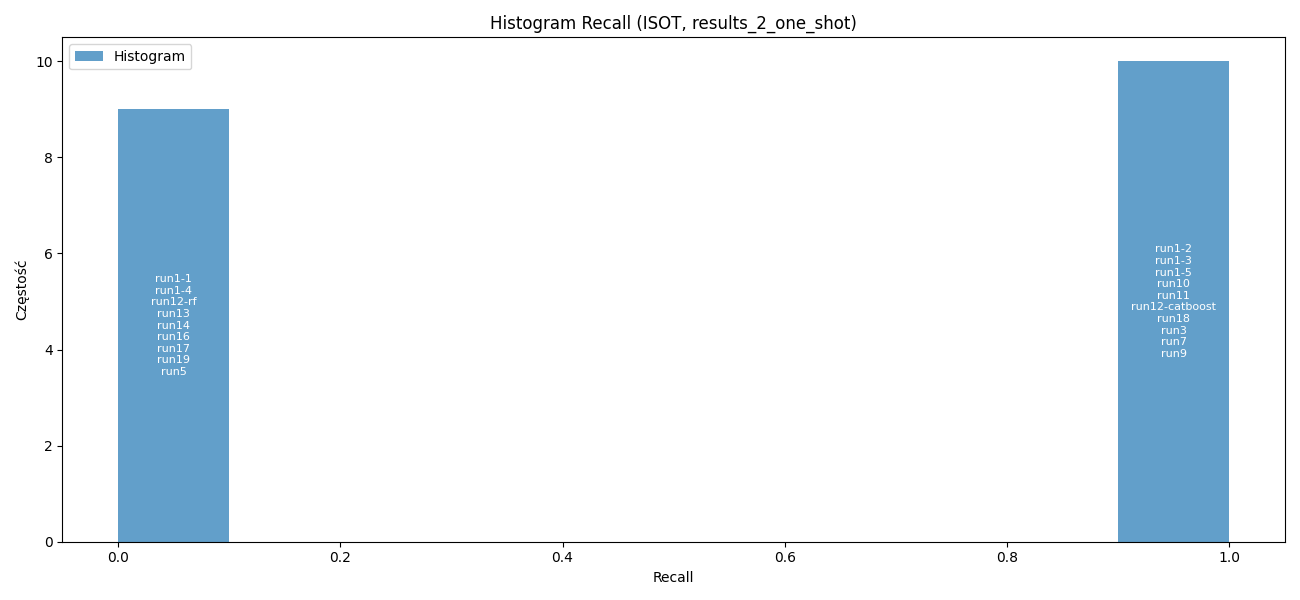 Histogram Recall (ISOT, results_2_one_shot)
Histogram
10
8
6
4
2
0
Częstość
run1-1
run1-4
run12-rf
run13
run14
run16
run17
run19
run5
run1-2
run1-3
run1-5
run10
run11
run12-catboost
run18
run3
run7
run9
0.0 0.2 0.4 0.6 0.8 1.0
Recall